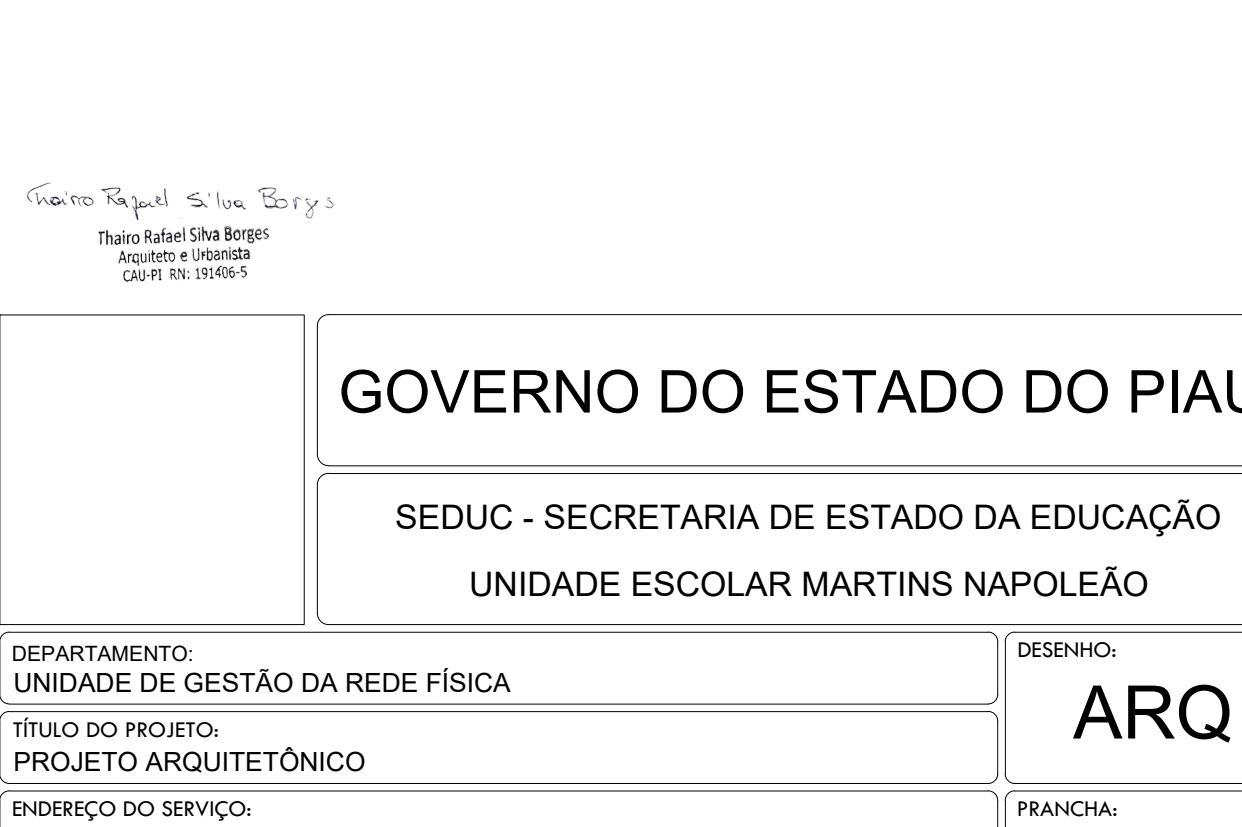 Thairo Rafael Silva Borges
Thairo Rafael Silva Borges
Arquiteto e Urbanista
CAU-PI RN: 191406-5
GOVERNO DO ESTADO DO PIAU
SEDUC - SECRETARIA DE ESTADO DA EDUCAÇÃO
UNIDADE ESCOLAR MARTINS NAPOLEÃO
DEPARTAMENTO:
UNIDADE DE GESTÃO DA REDE FÍSICA
DESENHO:
ARQ
TÍTULO DO PROJETO:
PROJETO ARQUITETÔNICO
ENDEREÇO DO SERVIÇO:
PRANCHA: